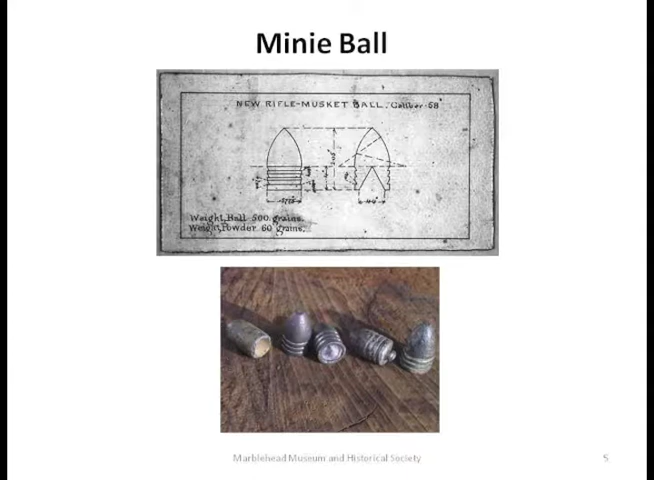 Minie Ball
NEW RIFLE-MUSKET BALL. Caliber 58
Weight, Ball 500 grains.
Weight, Powder 60 grains.
Marblehead Museum and Historical Society
5